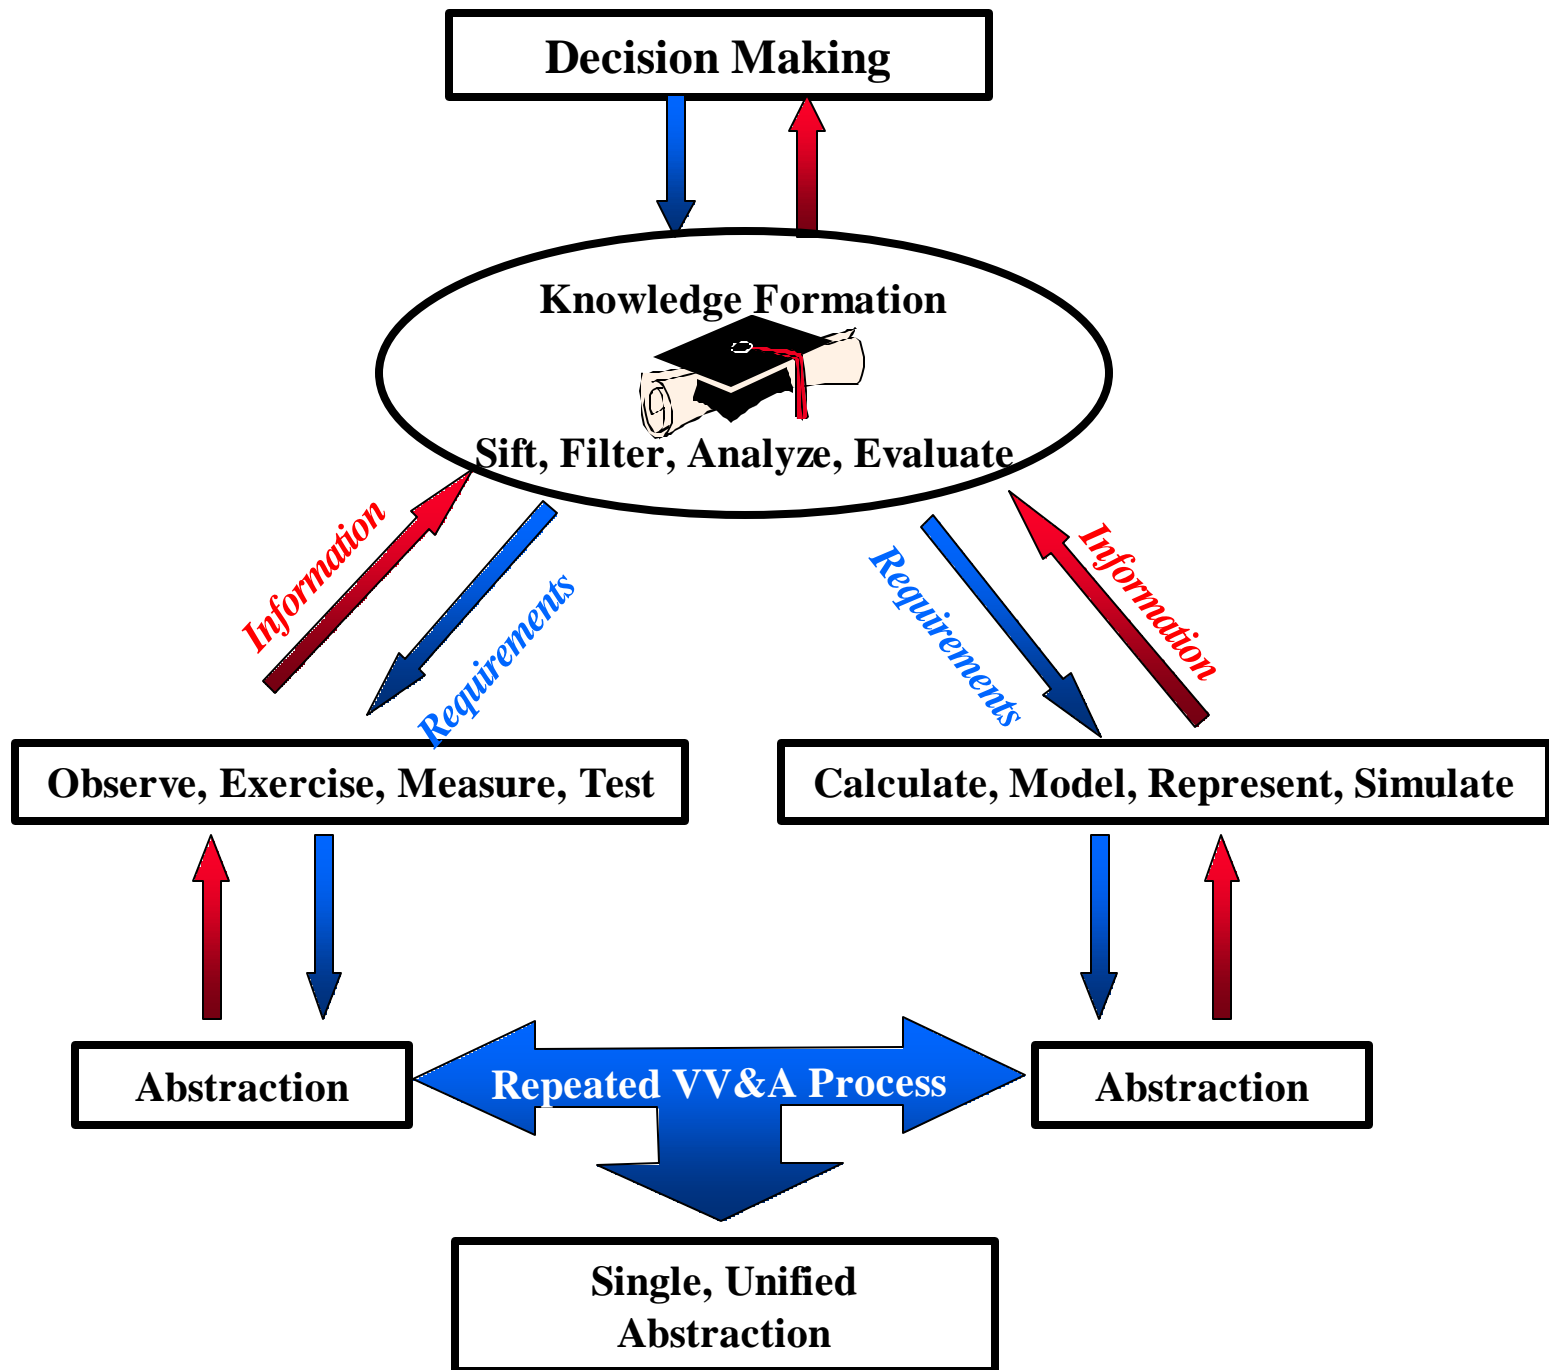 Decision Making
Knowledge Formation
Sift, Filter, Analyze, Evaluate
Information
Requirements
Requirements
Information
Observe, Exercise, Measure, Test
Calculate, Model, Represent, Simulate
Abstraction
Repeated VV&A Process
Abstraction
Single, Unified
Abstraction